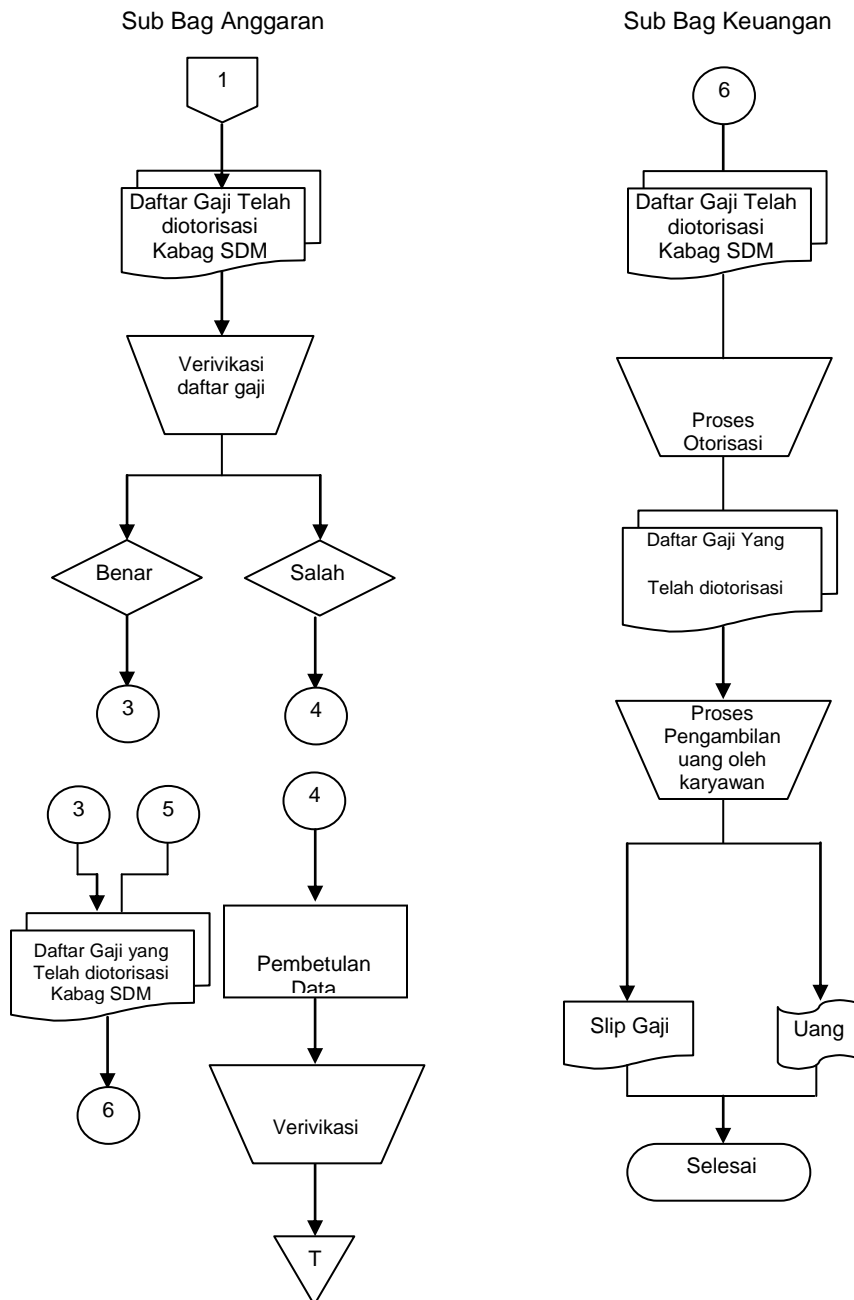 Sub Bag Anggaran
1
Daftar Gaji Telah
diotorisasi
Kabag SDM
Verivikasi
daftar gaji
Benar
Salah
3
4
3
5
4
Daftar Gaji yang
Telah diotorisasi
Kabag SDM
Pembetulan
Data
6
Verivikasi
T
Sub Bag Keuangan
6
Daftar Gaji Telah
diotorisasi
Kabag SDM
Proses
Otorisasi
Daftar Gaji Yang
Telah diotorisasi
Proses
Pengambilan
uang oleh
karyawan
Slip Gaji
Uang
Selesai